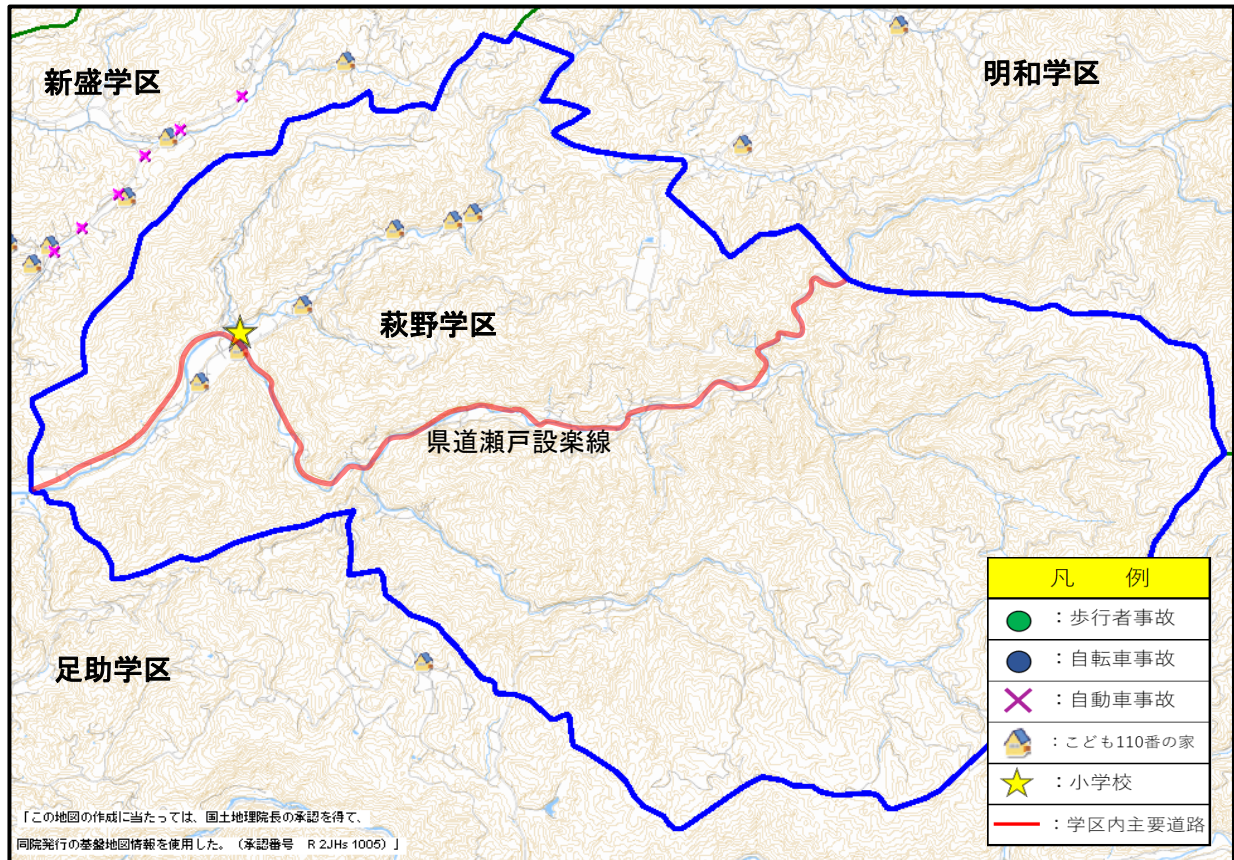 新盛学区
明和学区
萩野学区
県道瀬戸設楽線
足助学区
凡 例
：歩行者事故
：自転車事故
：自動車事故
：こども110番の家
：小学校
：学区内主要道路
「この地図の作成に当たっては、国土地理院長の承認を得て、
同院発行の基盤地図情報を使用した。（承認番号 R 2JHs 1005）」